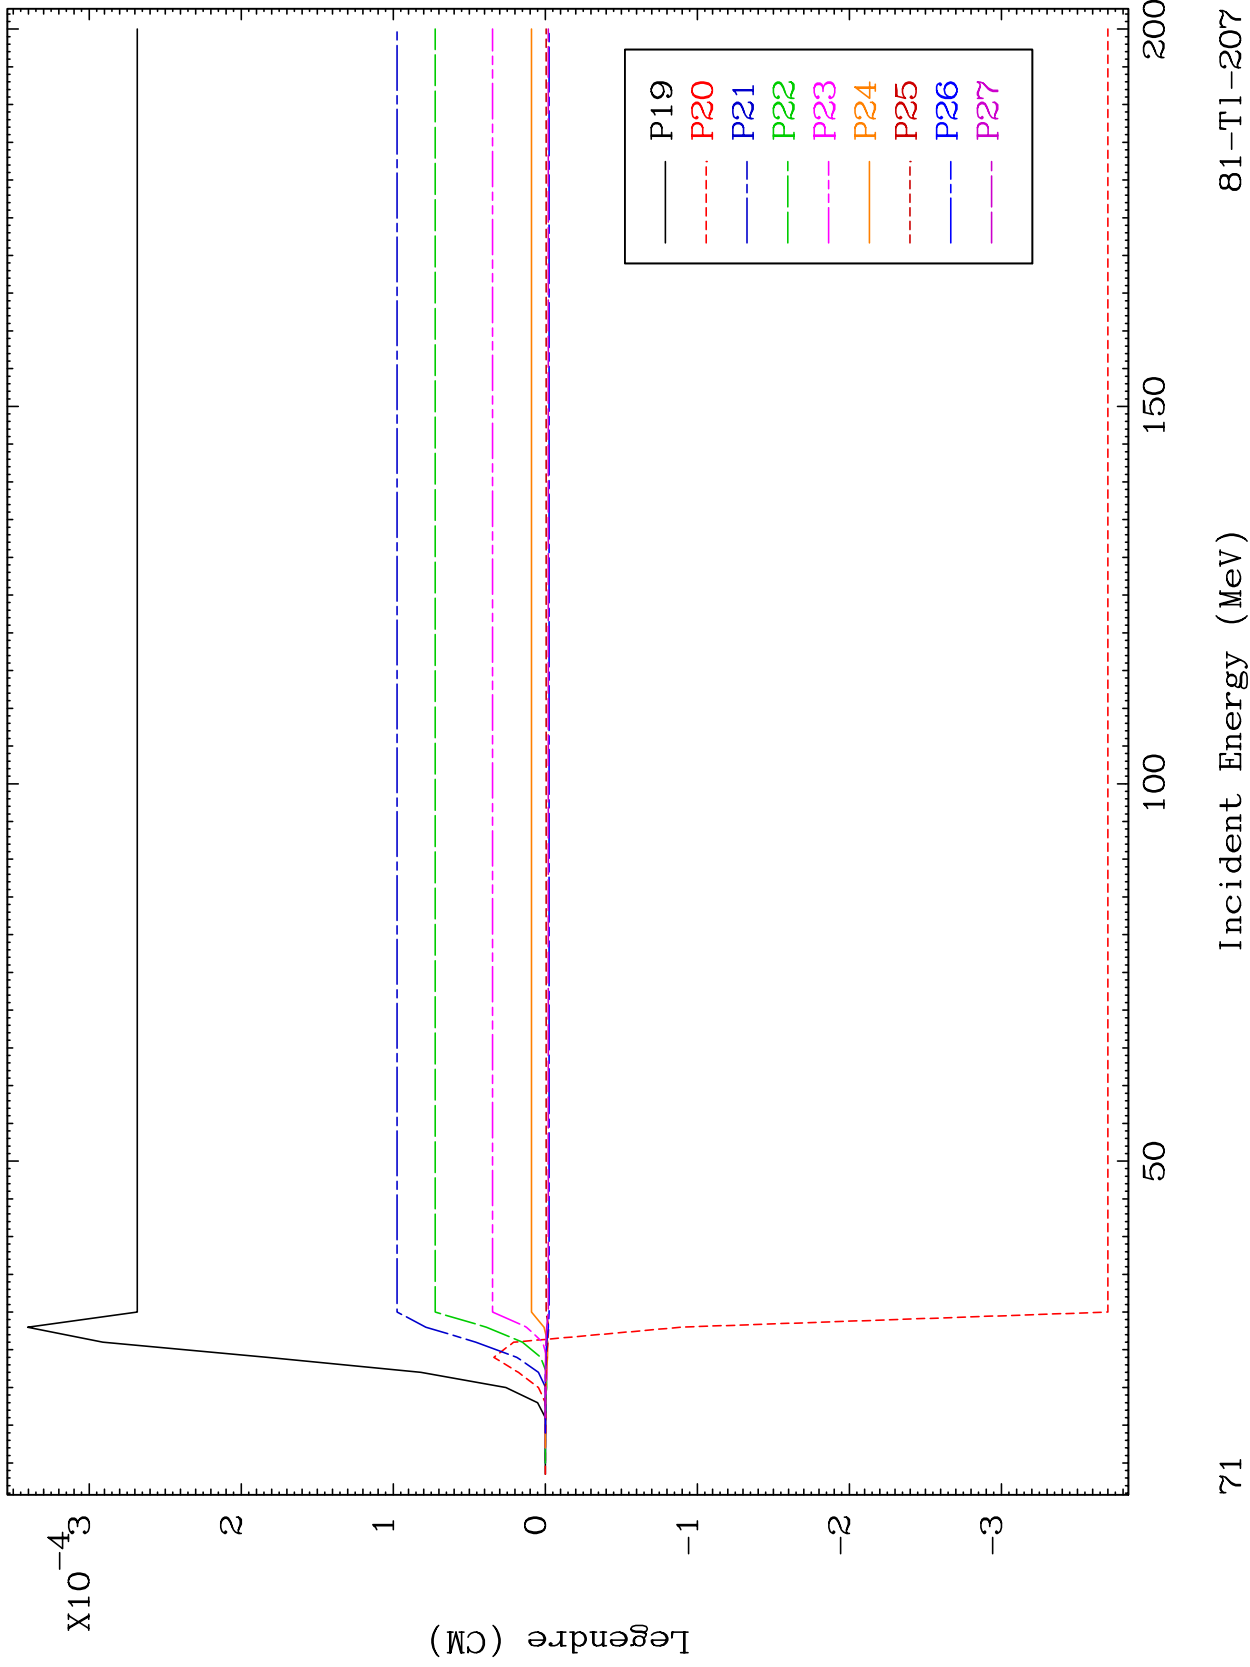 X10-4
3
2
1
0
-1
-2
-3
Legendre (CM)
P19
P20
P21
P22
P23
P24
P25
P26
P27
50
100
150
200
71
Incident Energy (MeV)
81-Tl-207